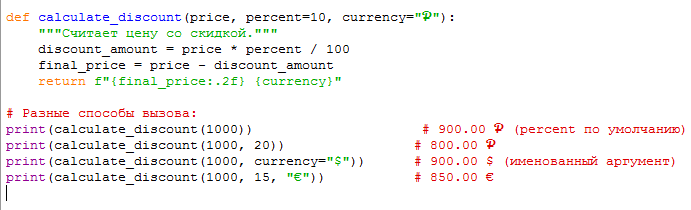 def calculate_discount(price, percent=10, currency="₽"):
    """Считает цену со скидкой."""
    discount_amount = price * percent / 100
    final_price = price - discount_amount
    return f"{final_price:.2f} {currency}"

# Разные способы вызова:
print(calculate_discount(1000))                      # 900.00 ₽ (percent по умолчанию)
print(calculate_discount(1000, 20))                 # 800.00 ₽
print(calculate_discount(1000, currency="$"))       # 900.00 $ (именованный аргумент)
print(calculate_discount(1000, 15, "€"))            # 850.00 €